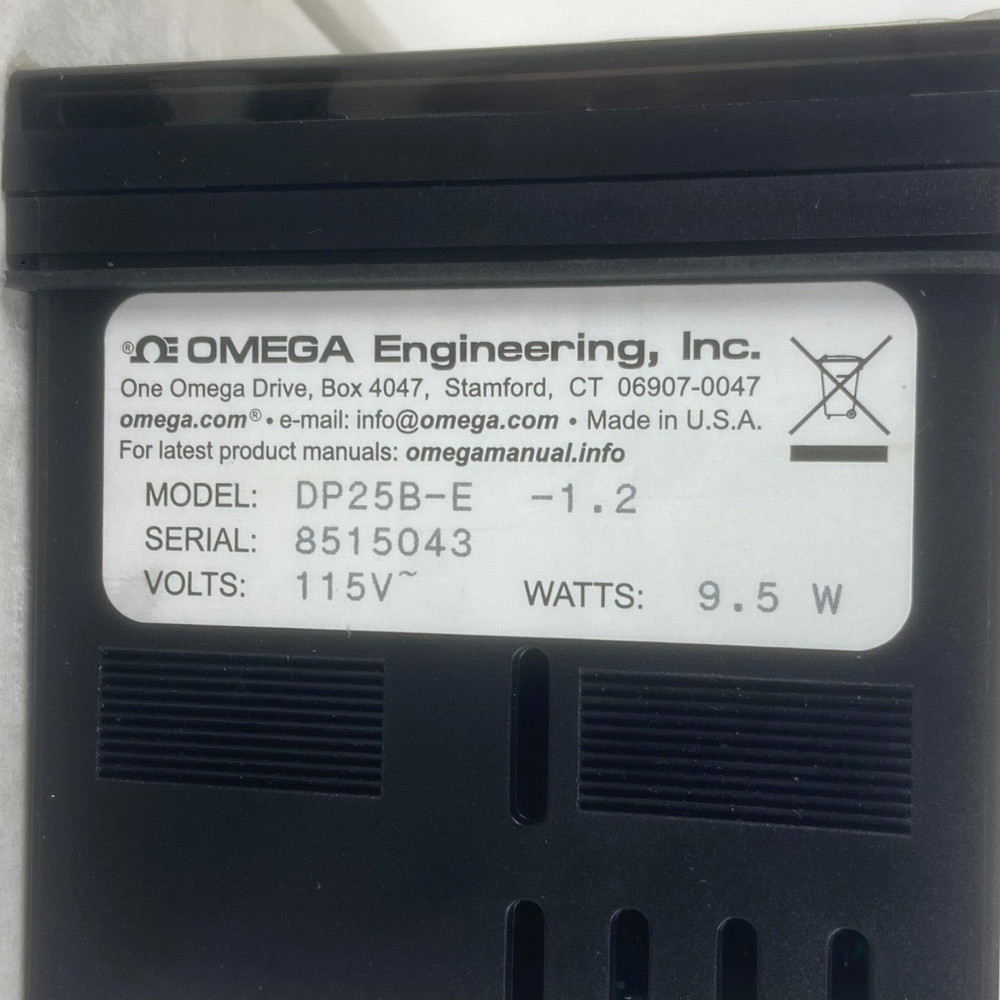 ®ΩE OMEGA Engineering, Inc.
One Omega Drive, Box 4047, Stamford, CT 06907-0047
omega.com® • e-mail: info@omega.com • Made in U.S.A.
For latest product manuals: omegamanual.info
MODEL: DP25B-E -1.2
SERIAL: 8515043
VOLTS: 115V~ WATTS: 9.5 W